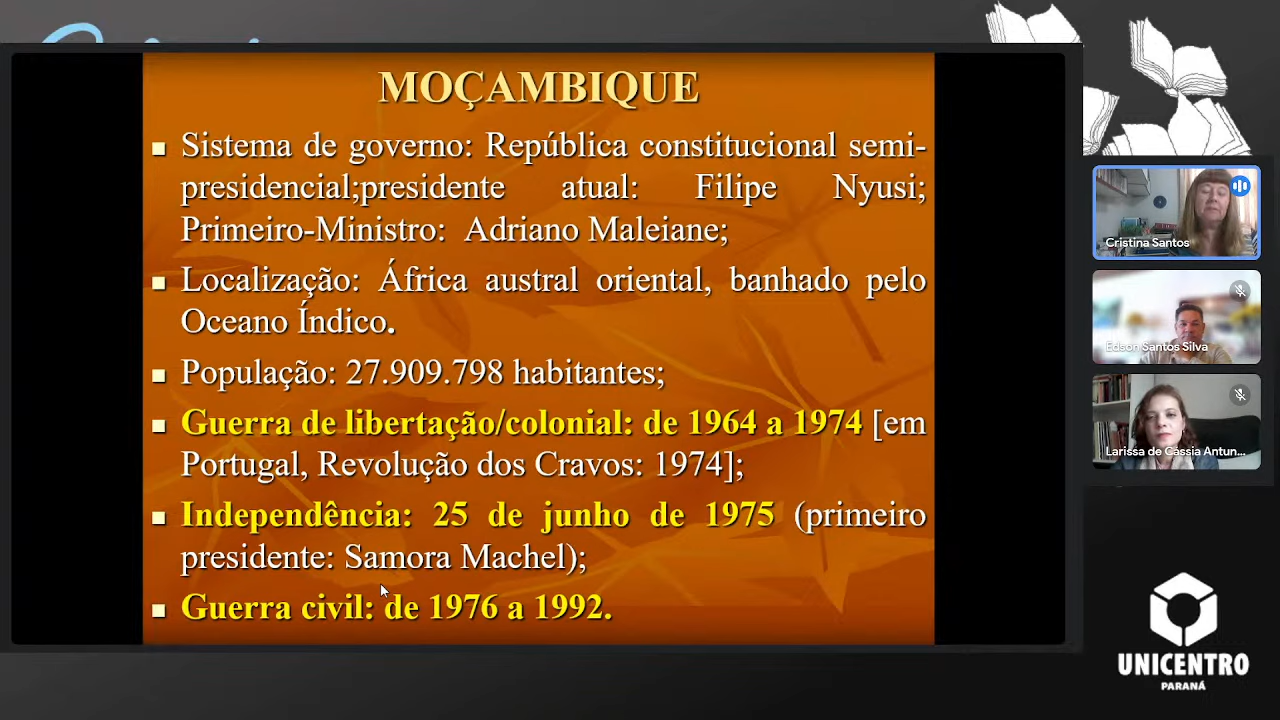 MOÇAMBIQUE
Sistema de governo: República constitucional semi-
presidencial;presidente atual: Filipe Nyusi;
Primeiro-Ministro: Adriano Maleiane;
Localização: África austral oriental, banhado pelo
Oceano Índico.
População: 27.909.798 habitantes;
Guerra de libertação/colonial: de 1964 a 1974 [em
Portugal, Revolução dos Cravos: 1974];
Independência: 25 de junho de 1975 (primeiro
presidente: Samora Machel);
Guerra civil: de 1976 a 1992.
Cristina Santos
Edson Santos Silva
Larissa de Cássia Antun...
UNICENTRO
PARANÁ